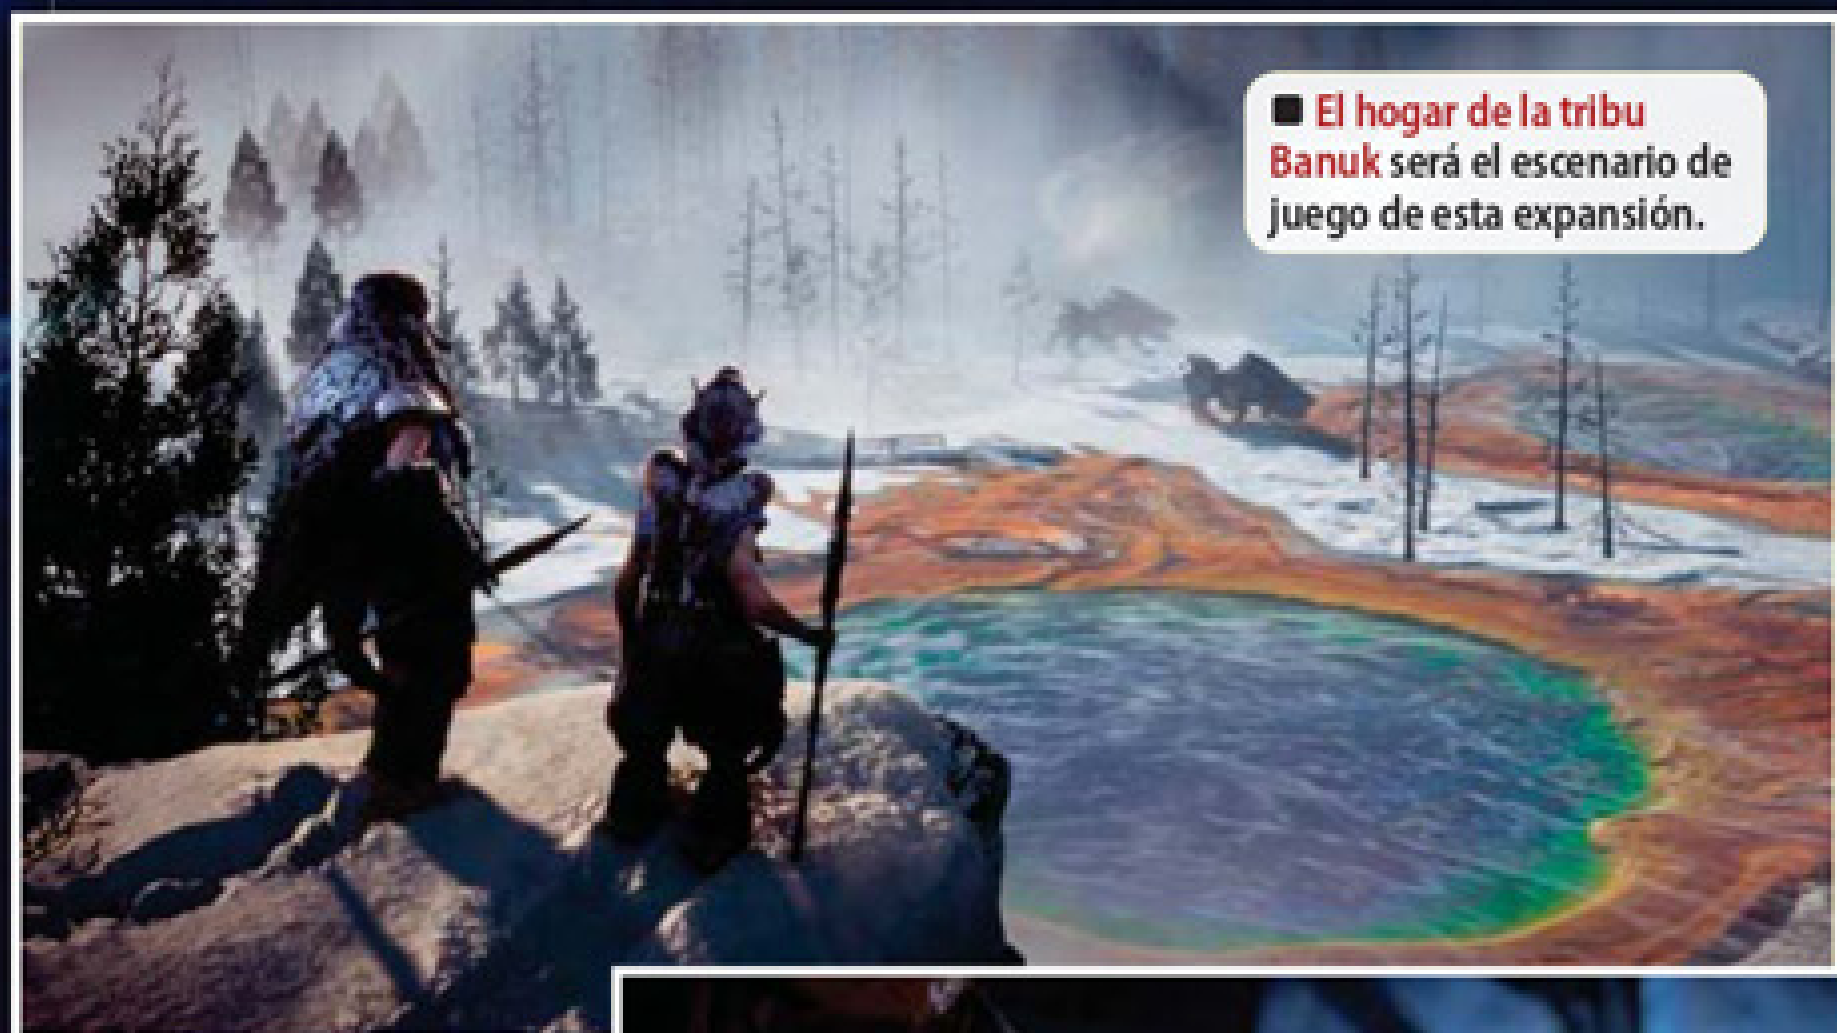 ■ El hogar de la tribu
Banuk será el escenario de
juego de esta expansión.